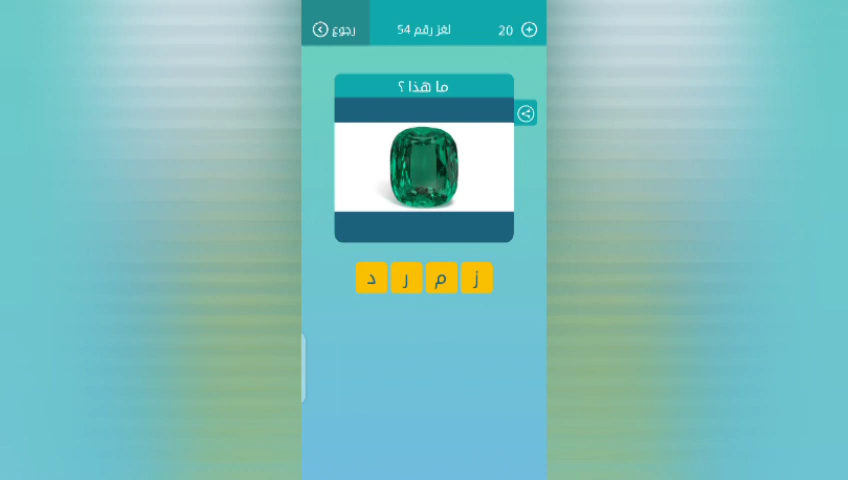 رجوع لغز رقم 54 20
ما هذا ؟
ز م ر د